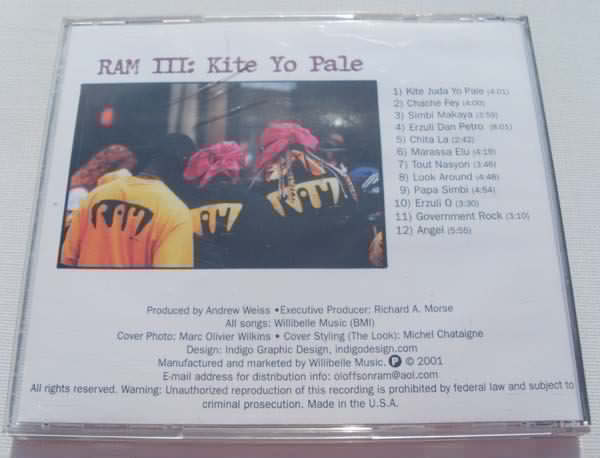 RAM III: Kite Yo Pale
RAM
RAM
RAM
1) Kite Juda Yo Pale (4:01)
2) Chache Fey (4:00)
3) Simbi Makaya (3:59)
4) Erzuli Dan Petro (6:01)
5) Chita La (2:42)
6) Marassa Elu (4:19)
7) Tout Nasyon (3:46)
8) Look Around (4:48)
9) Papa Simbi (4:54)
10) Erzuli O (3:30)
11) Government Rock (3:10)
12) Angel (5:55)
Produced by Andrew Weiss •Executive Producer: Richard A. Morse
All songs: Willibelle Music (BMI)
Cover Photo: Marc Olivier Wilkins • Cover Styling (The Look): Michel Chataigne
Design: Indigo Graphic Design, indigodesign.com
Manufactured and marketed by Willibelle Music. ℗ © 2001
E-mail address for distribution info: oloffsonram@aol.com
All rights reserved. Warning: Unauthorized reproduction of this recording is prohibited by federal law and subject to
criminal prosecution. Made in the U.S.A.